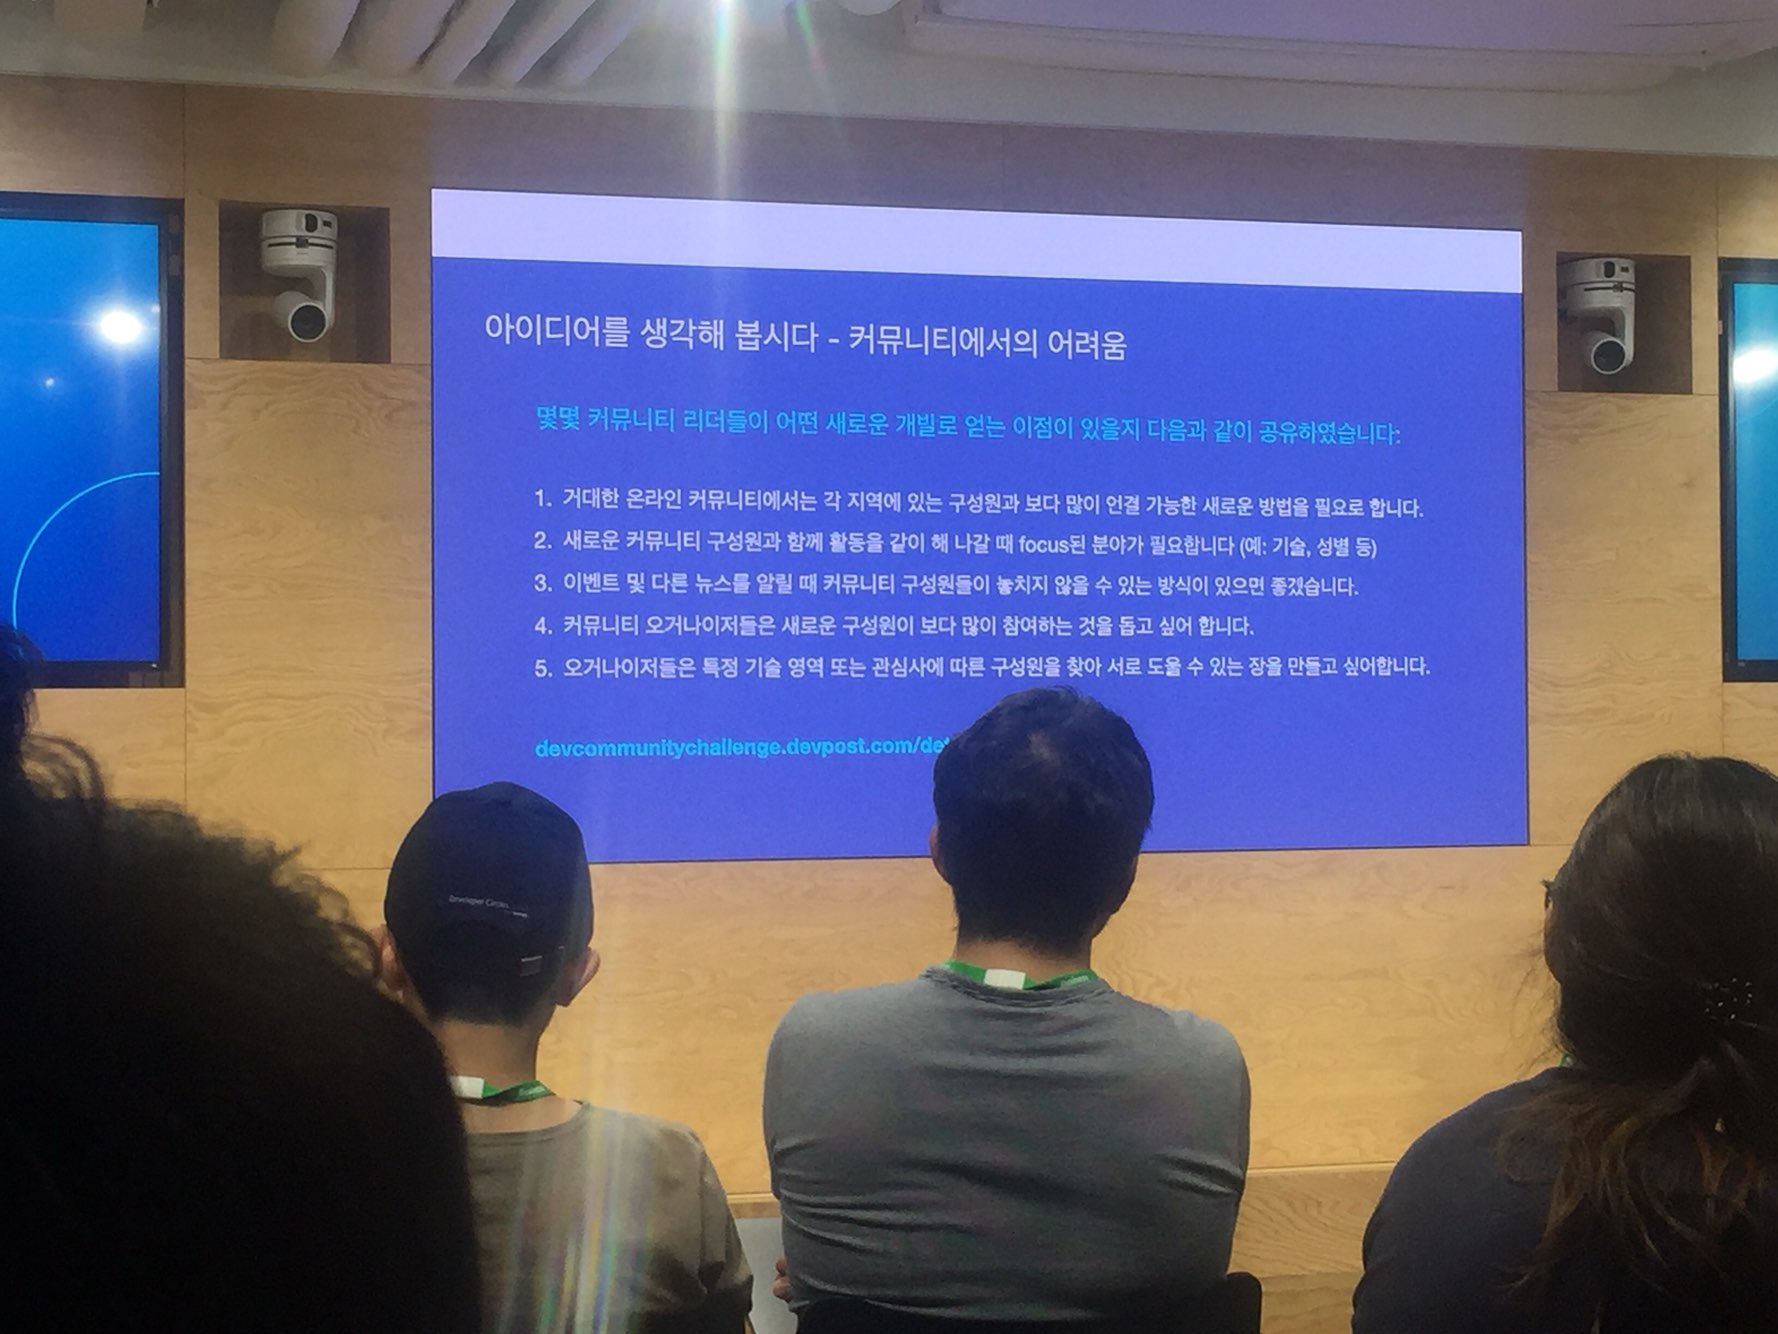 아이디어를 생각해 봅시다 - 커뮤니티에서의 어려움
몇몇 커뮤니티 리더들이 어떤 새로운 개빌로 얻는 이점이 있을지 다음과 같이 공유하였습니다:
1. 거대한 온라인 커뮤니티에서는 각 지역에 있는 구성원과 보다 많이 연결 가능한 새로운 방법을 필요로 합니다.
2. 새로운 커뮤니티 구성원과 함께 활동을 같이 해 나갈 때 focus된 분야가 필요합니다 (예: 기술, 성별 등)
3. 이벤트 및 다른 뉴스를 알릴 때 커뮤니티 구성원들이 놓치지 않을 수 있는 방식이 있으면 좋겠습니다.
4. 커뮤니티 오거나이저들은 새로운 구성원이 보다 많이 참여하는 것을 돕고 싶어 합니다.
5. 오거나이저들은 특정 기술 영역 또는 관심사에 따른 구성원을 찾아 서로 도울 수 있는 장을 만들고 싶어합니다.
devcommunitychallenge.devpost.com/det
Developer Circles